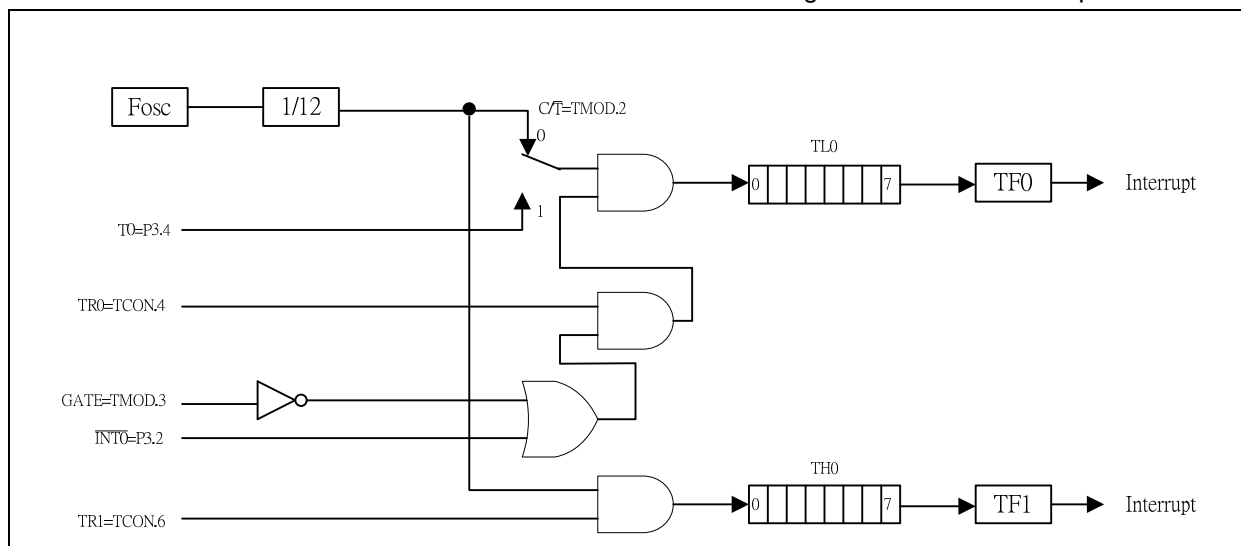 Fosc
1/12
C/T̅=TMOD.2
0
1
T0=P3.4
TL0
0
7
TF0
Interrupt
TR0=TCON.4
GATE=TMOD.3
I̅N̅T̅0̅=P3.2
TH0
0
7
TF1
Interrupt
TR1=TCON.6